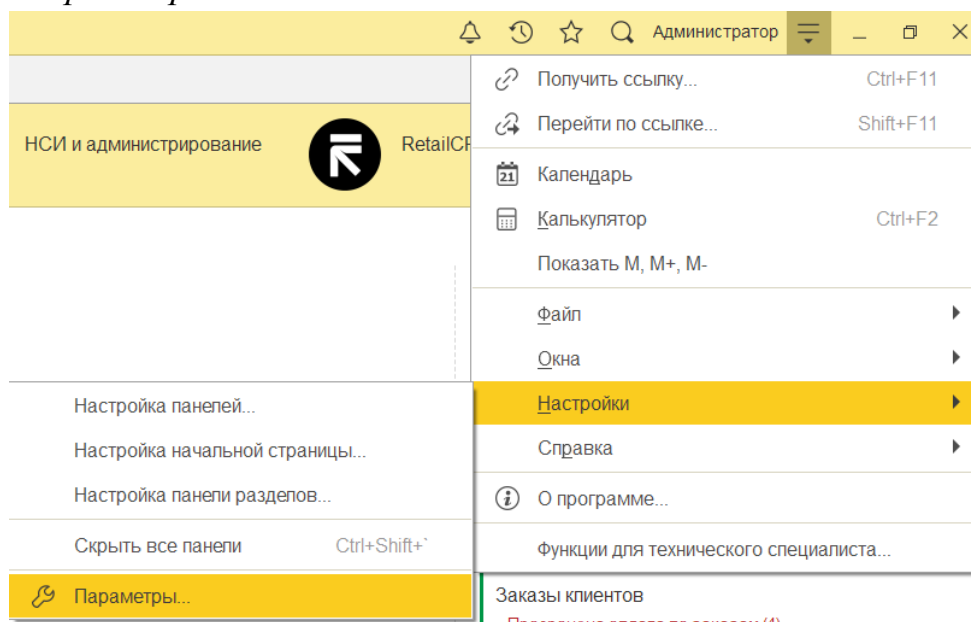 Администратор
Получить ссылку... Ctrl+F11
НСИ и администрирование
Перейти по ссылке... Shift+F11
21 Календарь
Калькулятор Ctrl+F2
Показать M, M+, M-
Файл
Окна
Настройка панелей...
Настройки
Настройка начальной страницы...
Справка
Настройка панели разделов...
О программе...
Скрыть все панели Ctrl+Shift+`
Функции для технического специалиста...
Параметры...
Заказы клиентов